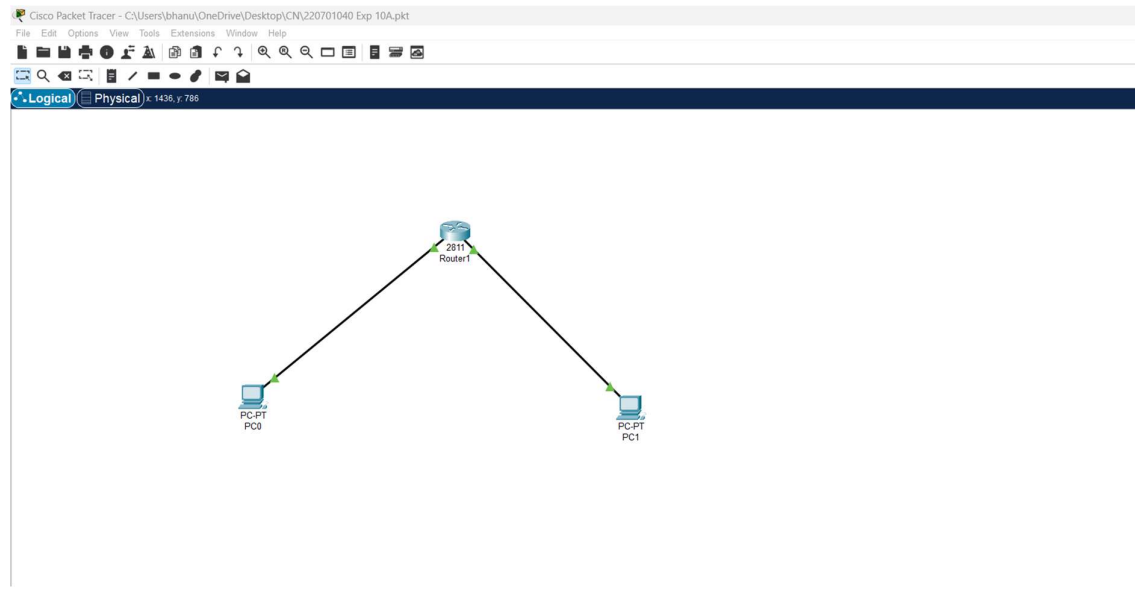 Cisco Packet Tracer - C:\Users\bhanu\OneDrive\Desktop\CN\220701040 Exp 10A.pkt
File Edit Options View Tools Extensions Window Help
Logical Physical x: 1436, y: 786
2811
Router1
PC-PT
PC0
PC-PT
PC1